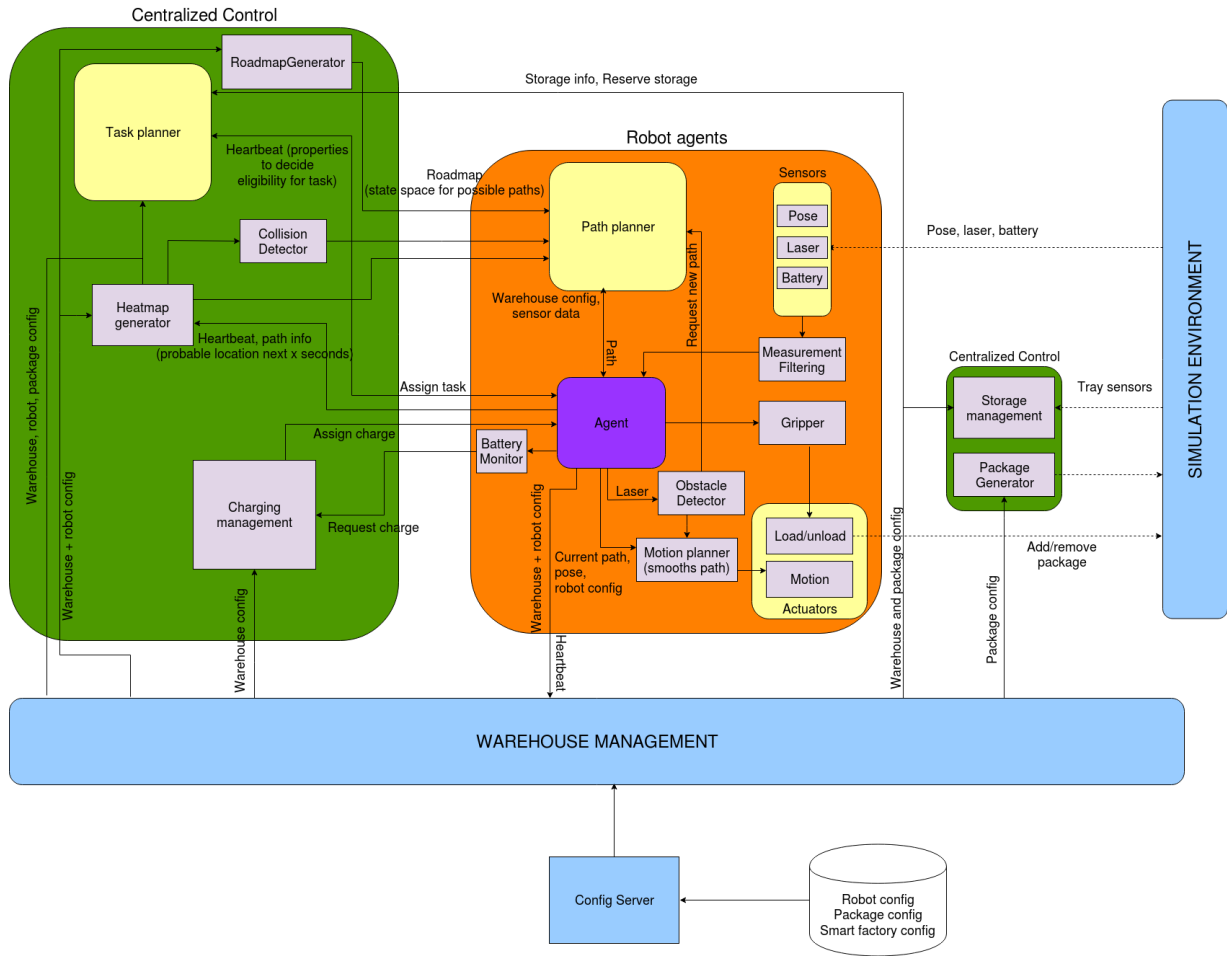 Centralized Control
RoadmapGenerator
Task planner
Storage info, Reserve storage
Heartbeat (properties
to decide
eligibility for task)
Collision
Detector
Heatmap
generator
Heartbeat, path info
(probable location next x seconds)
Warehouse, robot, package config
Warehouse + robot config
Assign task
Assign charge
Charging
management
Request charge
Warehouse config
Roadmap
(state space for possible paths)
Robot agents
Path planner
Sensors
Pose
Laser
Battery
Warehouse config,
sensor data
Path
Request new path
Measurement
Filtering
Agent
Gripper
Battery
Monitor
Laser
Obstacle
Detector
Motion planner
(smooths path)
Current path,
pose,
robot config
Load/unload
Motion
Actuators
Warehouse + robot config
Heartbeat
Pose, laser, battery
Centralized Control
Storage
management
Tray sensors
Package
Generator
Add/remove
package
Warehouse and package config
Package config
SIMULATION ENVIRONMENT
WAREHOUSE MANAGEMENT
Config Server
Robot config
Package config
Smart factory config